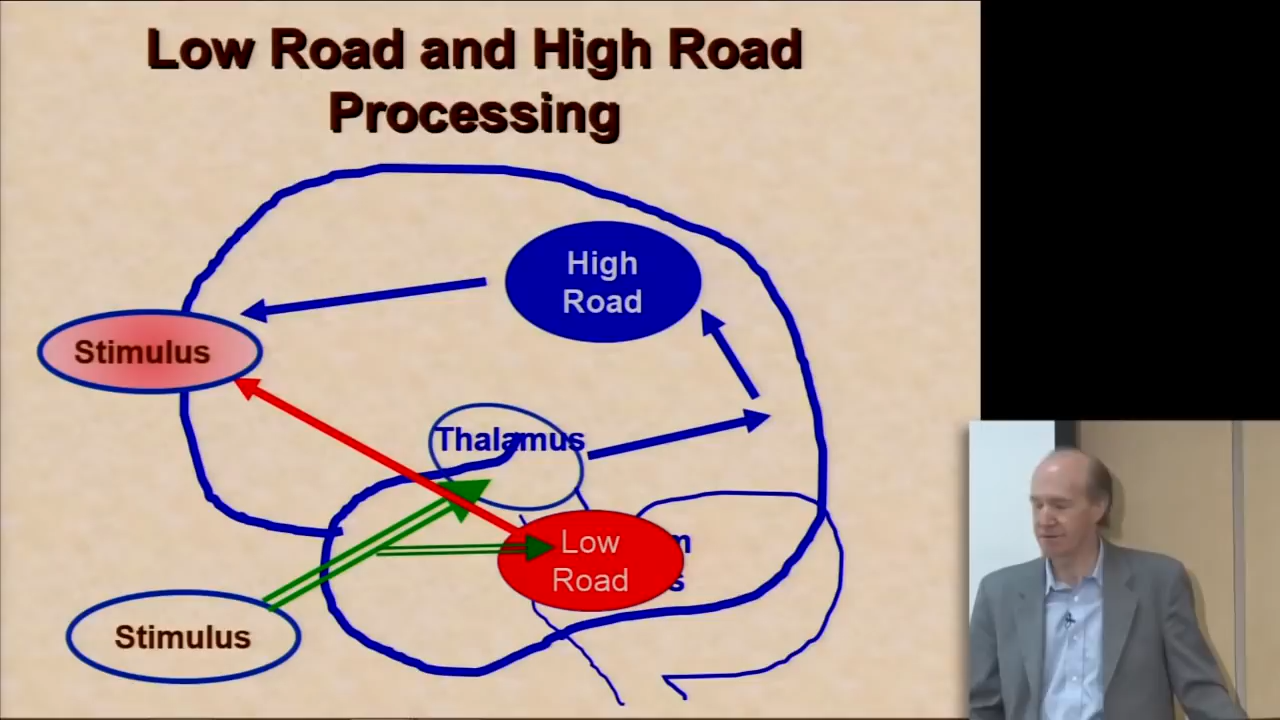 Low Road and High Road
Processing
High
Road
Stimulus
Thalamus
Low
Road
Stimulus